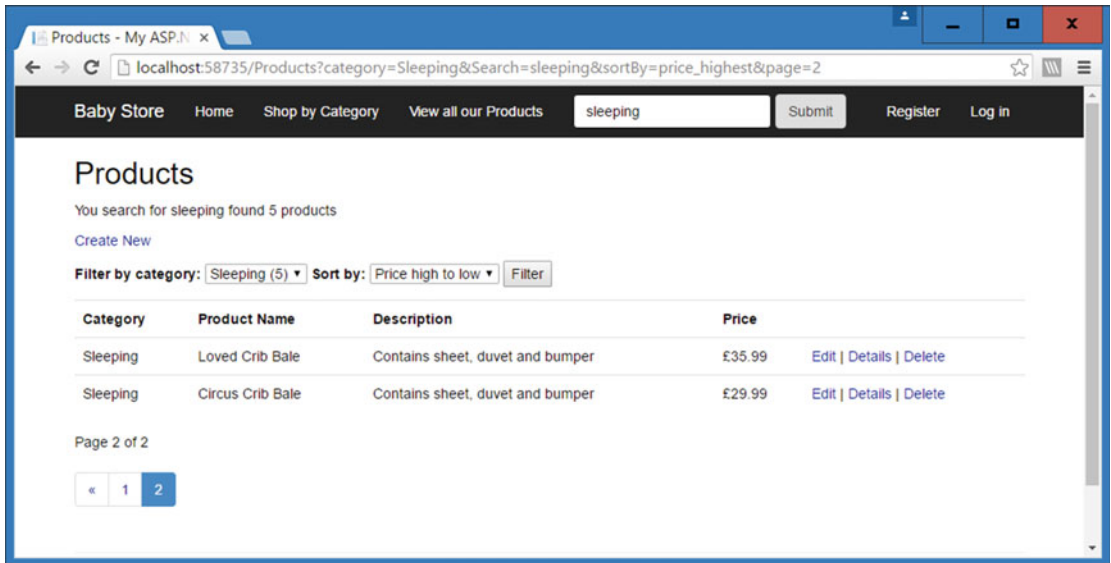 Products - My ASP.N
localhost:58735/Products?category=Sleeping&Search=sleeping&sortBy=price_highest&page=2
Baby Store Home Shop by Category View all our Products sleeping Submit Register Log in
Products
You search for sleeping found 5 products
Create New
Filter by category: Sleeping (5) Sort by: Price high to low Filter
Category Product Name Description Price
Sleeping Loved Crib Bale Contains sheet, duvet and bumper £35.99 Edit | Details | Delete
Sleeping Circus Crib Bale Contains sheet, duvet and bumper £29.99 Edit | Details | Delete
Page 2 of 2
« 1 2